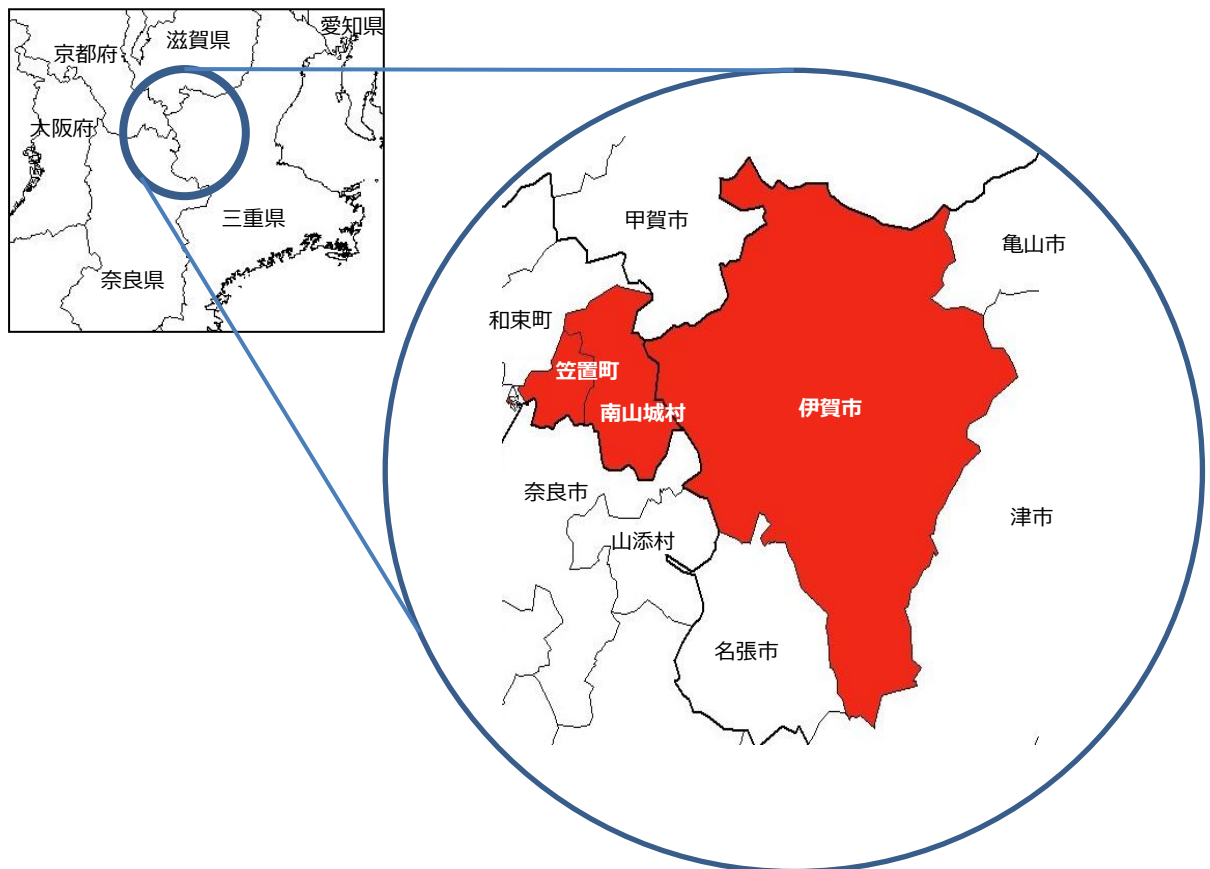 愛知県
滋賀県
京都府
大阪府
三重県
奈良県
甲賀市
亀山市
和束町
笠置町
南山城村
伊賀市
奈良市
津市
山添村
名張市